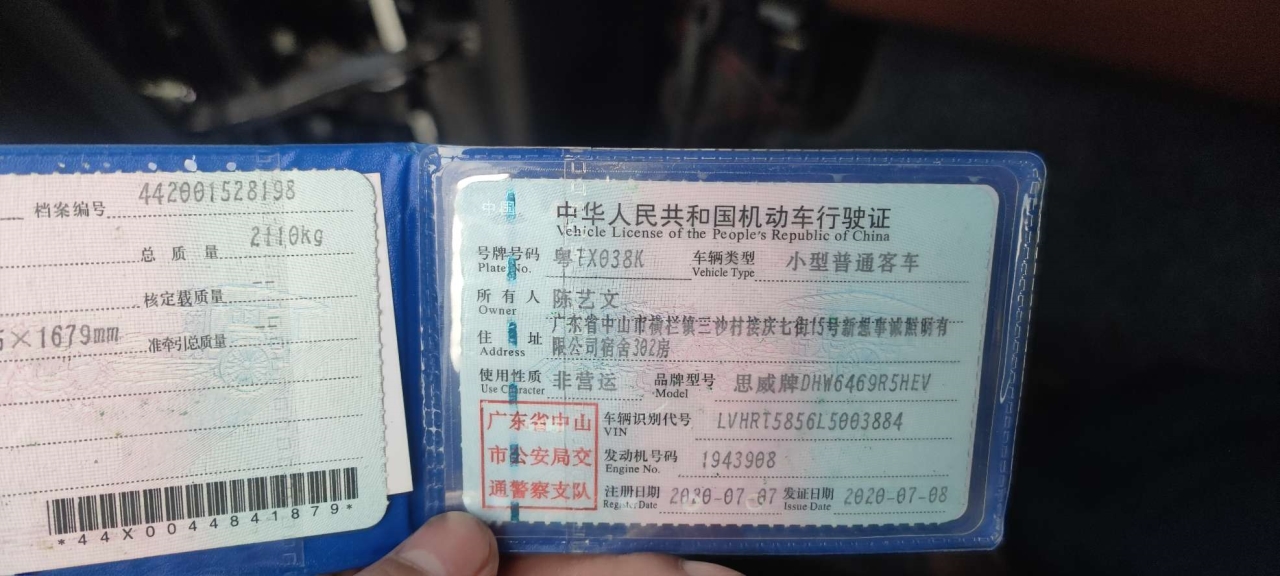 档案编号 442001528198
总质量 2110kg
核定载质量 --
5×1679mm 准牵引总质量 --
*44X0044841879*
中国
中华人民共和国机动车行驶证
Vehicle License of the People's Republic of China
号牌号码 粤TX038K 车辆类型 小型普通客车
Plate No. Vehicle Type
所有人 陈艺文
Owner
住址 广东省中山市横栏镇三沙村接庆七街15号新想事诚照明有
Address 限公司宿舍302房
使用性质 非营运 品牌型号 思威牌DHW6469R5HEV
Use Character Model
广东省中山
市公安局交
通警察支队
车辆识别代号 LVHRT5856L5003884
VIN
发动机号码 1943908
Engine No.
注册日期 2020-07-07 发证日期 2020-07-08
Register Date Issue Date